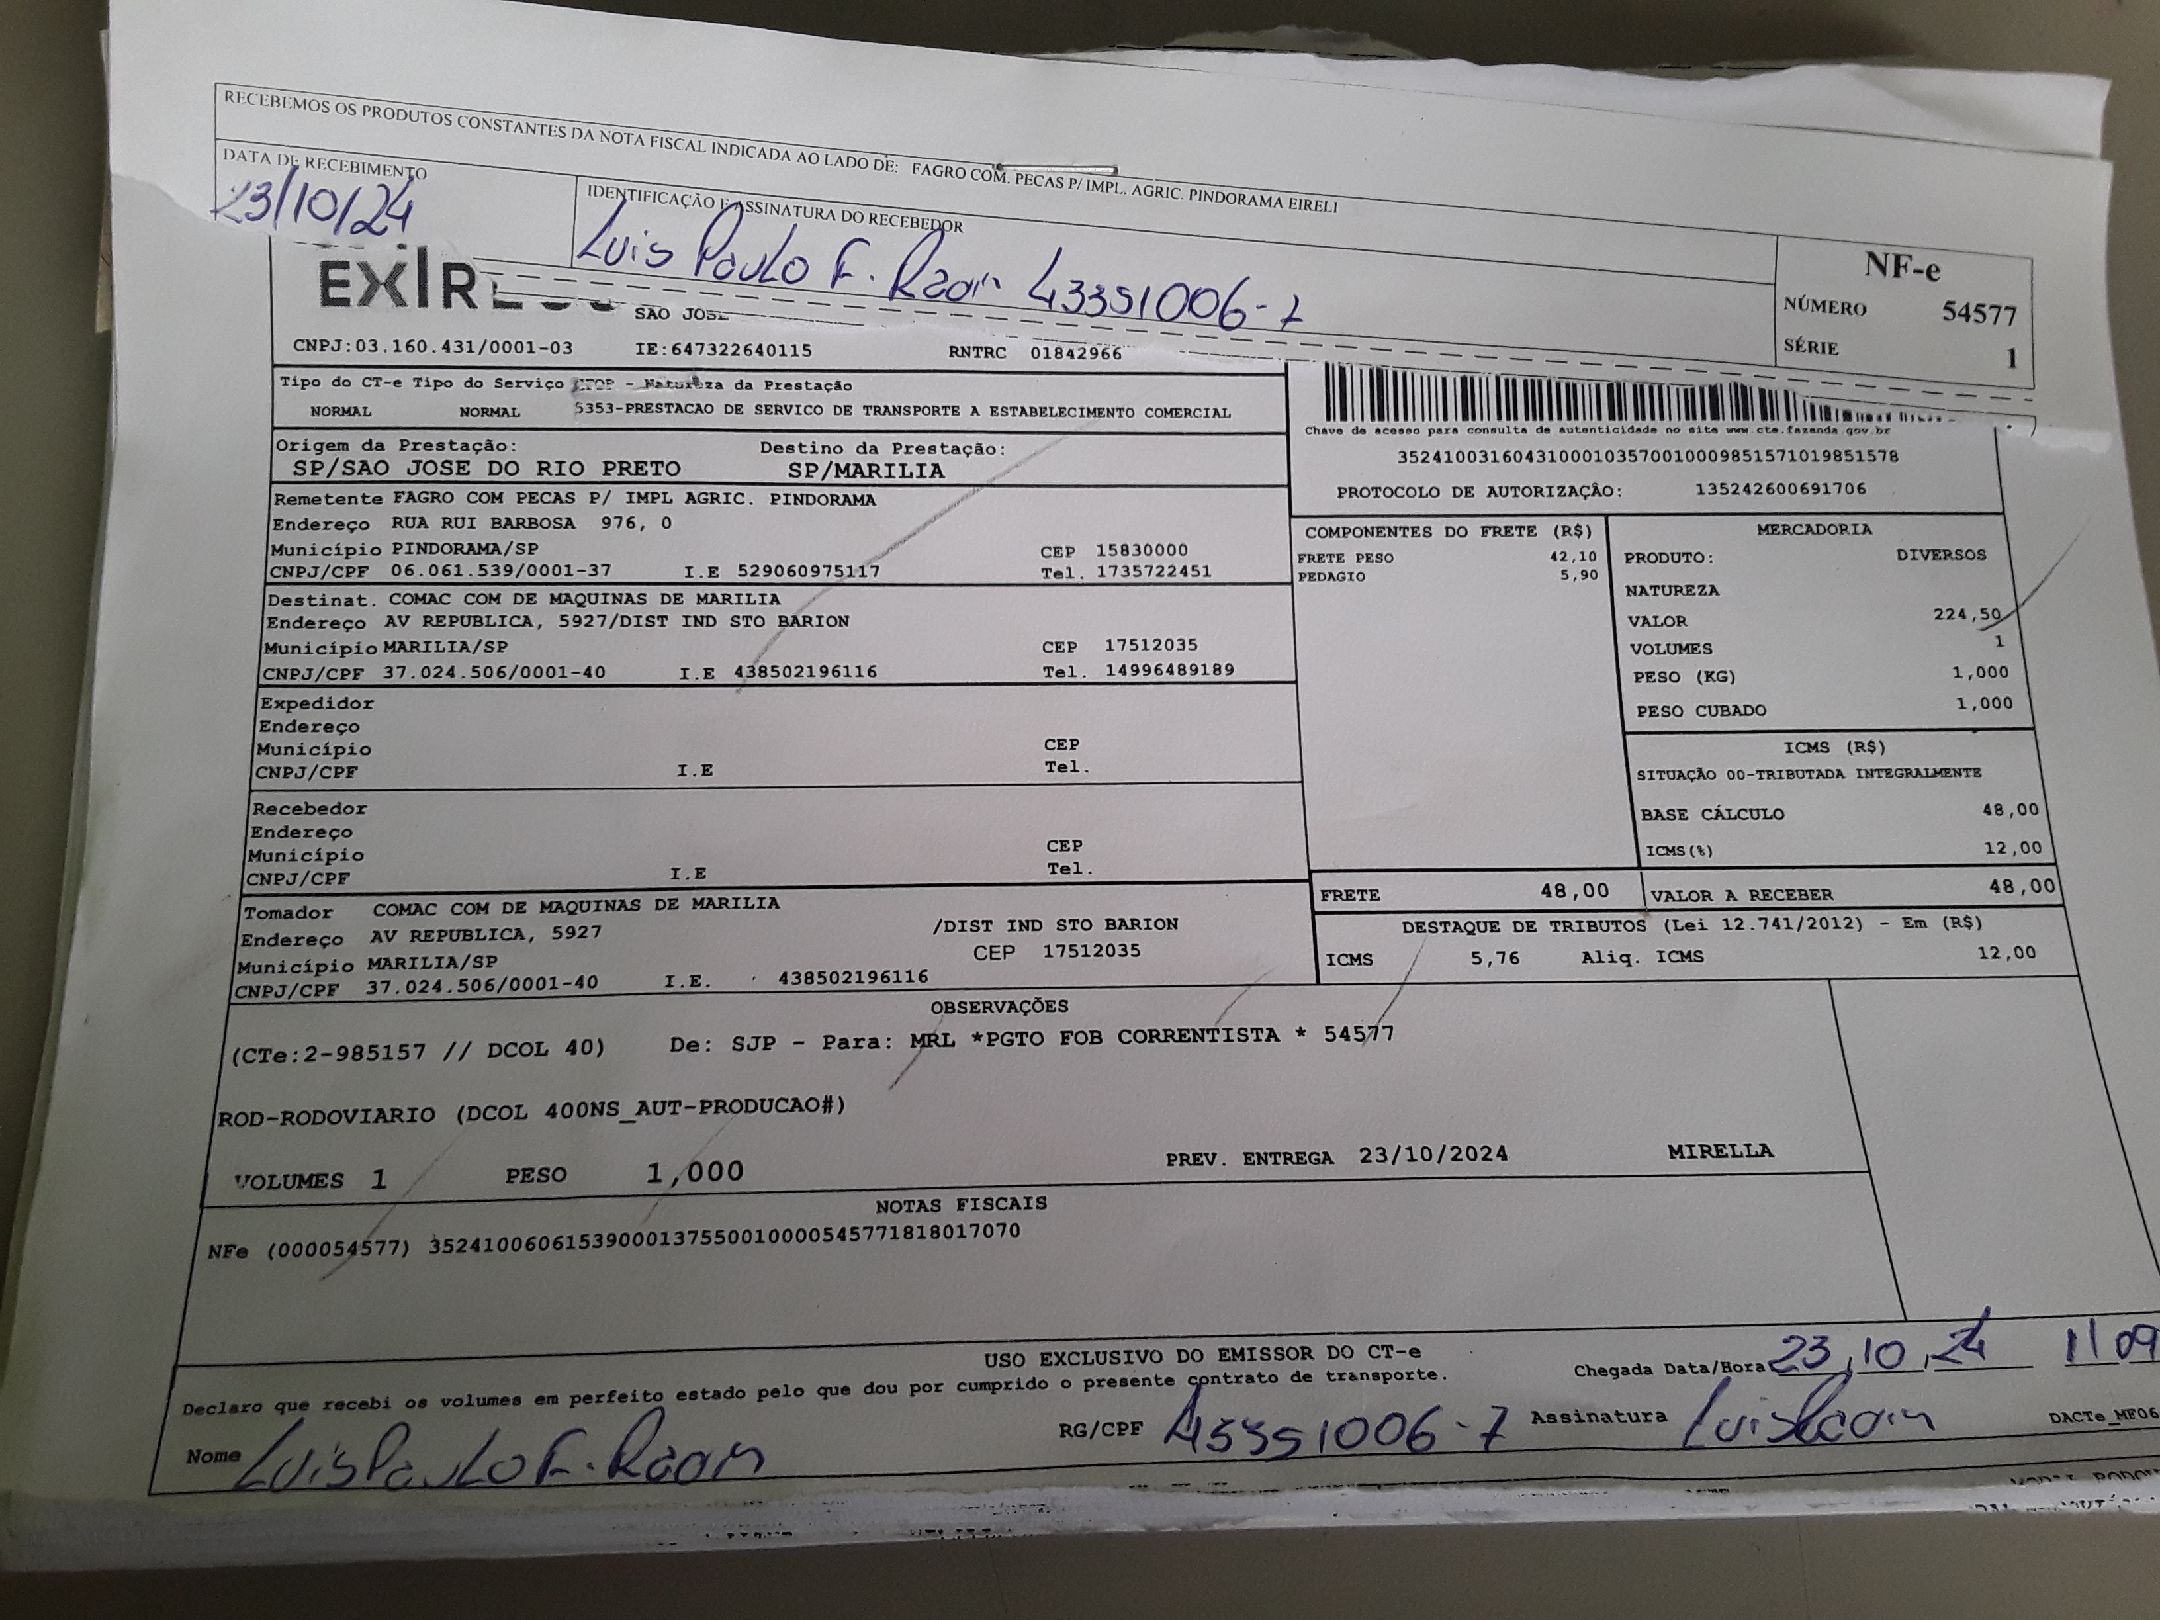 RECEBEMOS OS PRODUTOS CONSTANTES DA NOTA FISCAL INDICADA AO LADO DE: FAGRO COM. PECAS P/ IMPL. AGRIC. PINDORAMA EIRELI
DATA DE RECEBIMENTO
23/10/24
IDENTIFICAÇÃO E ASSINATURA DO RECEBEDOR
Luis Paulo F.
NF-e
NÚMERO 54577
SÉRIE 1
SAO JOSE
CNPJ:03.160.431/0001-03 IE:647322640115 RNTRC 01842966
Tipo do CT-e Tipo do Serviço CFOP - Natureza da Prestação
NORMAL NORMAL 5353-PRESTACAO DE SERVICO DE TRANSPORTE A ESTABELECIMENTO COMERCIAL
Chave de acesso para consulta de autenticidade no site www.cte.fazenda.gov.br
35241003160431000103570010009851571019851578
PROTOCOLO DE AUTORIZAÇÃO: 135242600691706
Origem da Prestação: Destino da Prestação:
SP/SAO JOSE DO RIO PRETO SP/MARILIA
Remetente FAGRO COM PECAS P/ IMPL AGRIC. PINDORAMA
Endereço RUA RUI BARBOSA 976, 0
Município PINDORAMA/SP CEP 15830000
CNPJ/CPF 06.061.539/0001-37 I.E 529060975117 Tel. 1735722451
Destinat. COMAC COM DE MAQUINAS DE MARILIA
Endereço AV REPUBLICA, 5927/DIST IND STO BARION
Município MARILIA/SP CEP 17512035
CNPJ/CPF 37.024.506/0001-40 I.E 438502196116 Tel. 14996489189
Expedidor
Endereço
Município CEP
CNPJ/CPF I.E Tel.
Recebedor
Endereço
Município CEP
CNPJ/CPF I.E Tel.
Tomador COMAC COM DE MAQUINAS DE MARILIA
Endereço AV REPUBLICA, 5927 /DIST IND STO BARION
Município MARILIA/SP CEP 17512035
CNPJ/CPF 37.024.506/0001-40 I.E. 438502196116
COMPONENTES DO FRETE (R$)
FRETE PESO 42,10
PEDAGIO 5,90
MERCADORIA
PRODUTO: DIVERSOS
NATUREZA
VALOR 224,50
VOLUMES 1
PESO (KG) 1,000
PESO CUBADO 1,000
ICMS (R$)
SITUAÇÃO 00-TRIBUTADA INTEGRALMENTE
BASE CÁLCULO 48,00
ICMS(%) 12,00
FRETE 48,00 VALOR A RECEBER 48,00
DESTAQUE DE TRIBUTOS (Lei 12.741/2012) - Em (R$)
ICMS 5,76 Aliq. ICMS 12,00
OBSERVAÇÕES
(CTe:2-985157 // DCOL 40) De: SJP - Para: MRL *PGTO FOB CORRENTISTA * 54577
ROD-RODOVIARIO (DCOL 400NS_AUT-PRODUCAO#)
VOLUMES 1 PESO 1,000 PREV. ENTREGA 23/10/2024 MIRELLA
NOTAS FISCAIS
NFe (000054577) 35241006061539000137550010000545771818017070
USO EXCLUSIVO DO EMISSOR DO CT-e
Declaro que recebi os volumes em perfeito estado pelo que dou por cumprido o presente contrato de transporte.
Chegada Data/Hora 23,10,24 11 09
Nome Luis Paulo F. RG/CPF Assinatura
DACTe_MF06